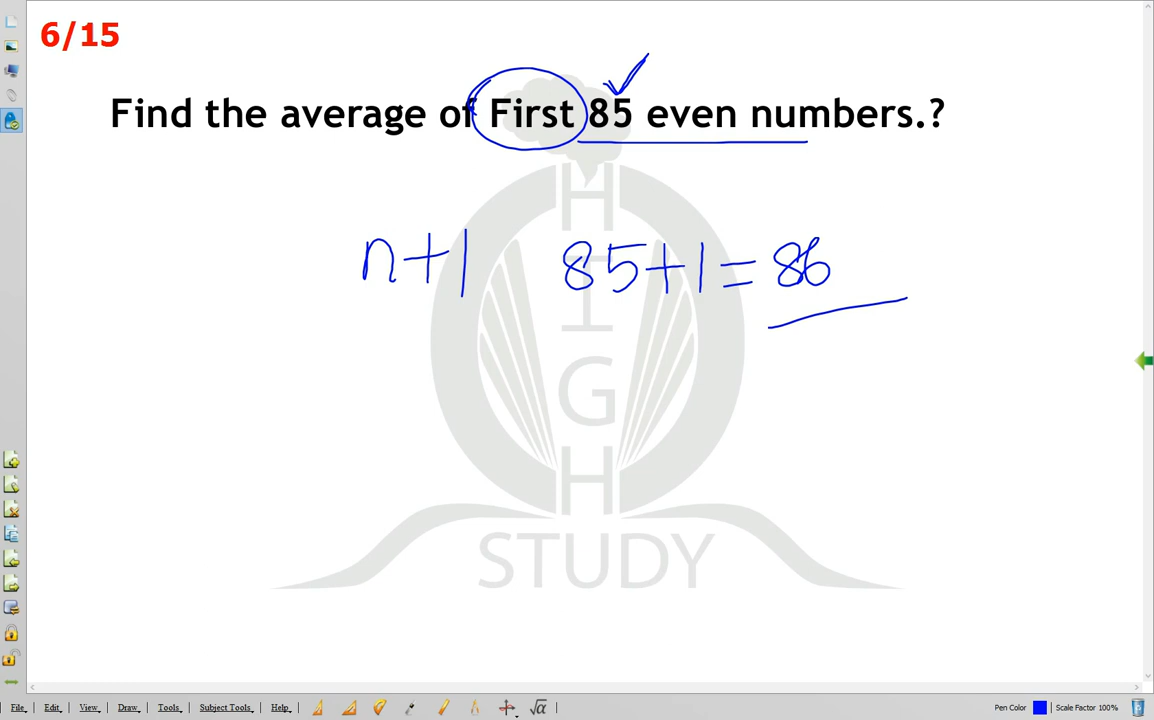 6/15
Find the average of First 85 even numbers.?
n+1 85+1=86
HIGH
STUDY
File Edit View Draw Tools Subject Tools Help √α Pen Color Scale Factor 100%